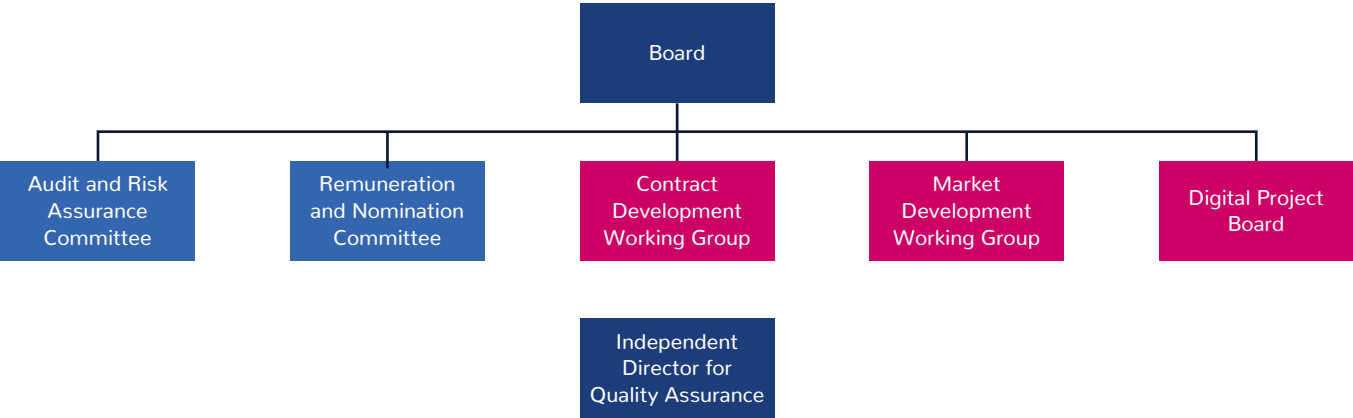 Board
Audit and Risk
Assurance
Committee
Remuneration
and Nomination
Committee
Contract
Development
Working Group
Market
Development
Working Group
Digital Project
Board
Independent
Director for
Quality Assurance